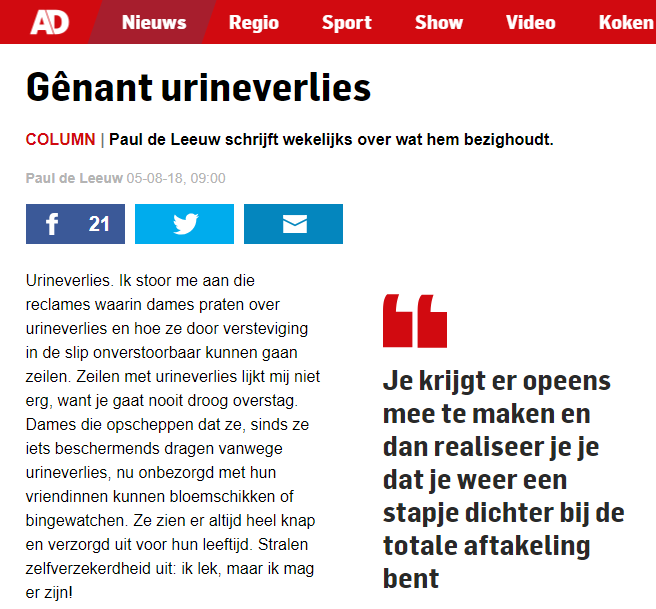 AD Nieuws Regio Sport Show Video Koken
Gênant urineverlies
COLUMN | Paul de Leeuw schrijft wekelijks over wat hem bezighoudt.
Paul de Leeuw 05-08-18, 09:00
f 21
Urineverlies. Ik stoor me aan die
reclames waarin dames praten over
urineverlies en hoe ze door versteviging
in de slip onverstoorbaar kunnen gaan
zeilen. Zeilen met urineverlies lijkt mij niet
erg, want je gaat nooit droog overstag.
Dames die opscheppen dat ze, sinds ze
iets beschermends dragen vanwege
urineverlies, nu onbezorgd met hun
vriendinnen kunnen bloemschikken of
bingewatchen. Ze zien er altijd heel knap
en verzorgd uit voor hun leeftijd. Stralen
zelfverzekerdheid uit: ik lek, maar ik mag
er zijn!
Je krijgt er opeens
mee te maken en
dan realiseer je je
dat je weer een
stapje dichter bij de
totale aftakeling
bent